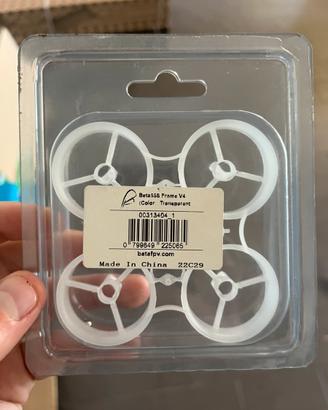 Beta65S Frame V4
(Color : Transparent
00313404_1
0 799649 225065
betafpv.com
Made In China 22C29